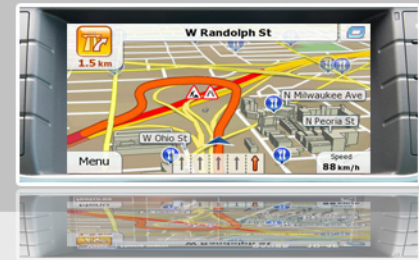 W Randolph St
1.5 km
N Milwaukee Ave
N Peoria St
W Ohio St
Menu
Speed
88 km/h